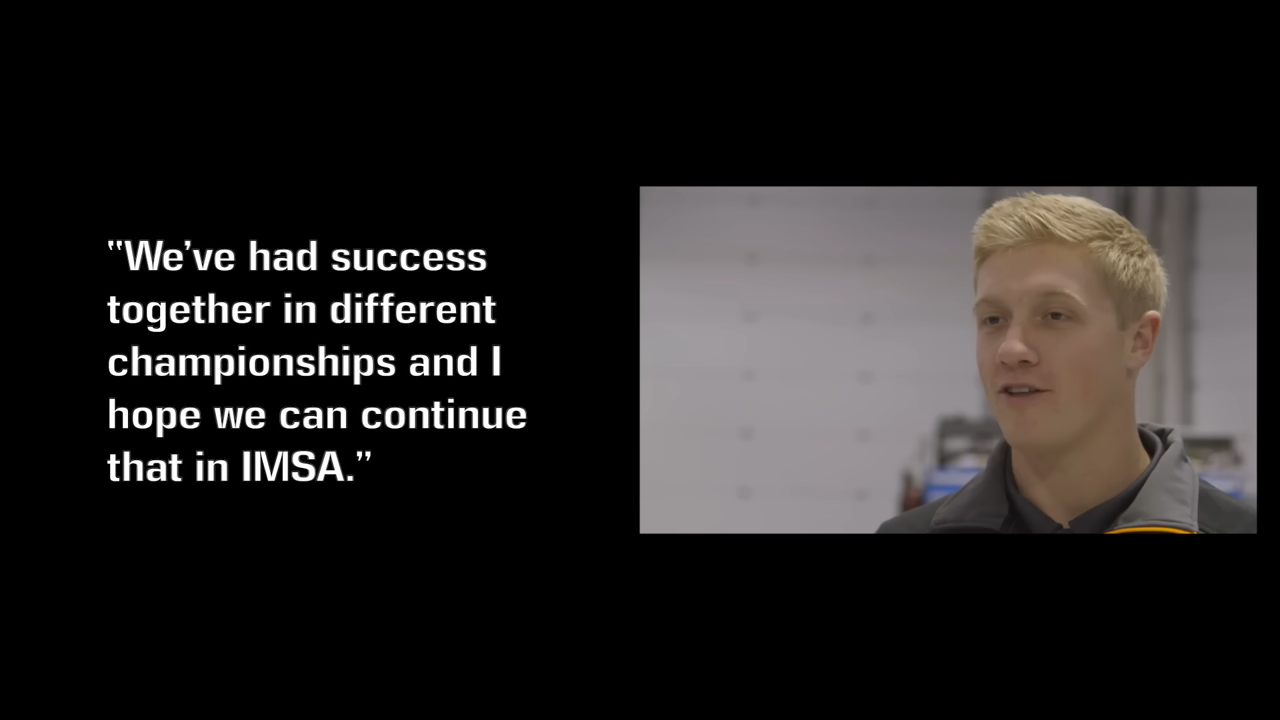 “We’ve had success
together in different
championships and I
hope we can continue
that in IMSA.”